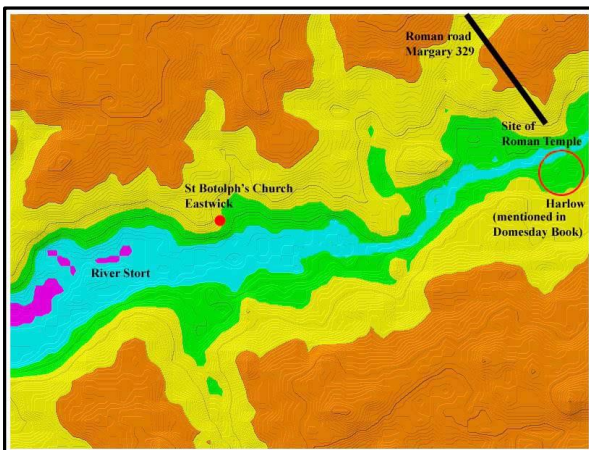 Roman road
Margary 329
Site of
Roman Temple
St Botolph's Church
Eastwick
Harlow
(mentioned in
Domesday Book)
River Stort